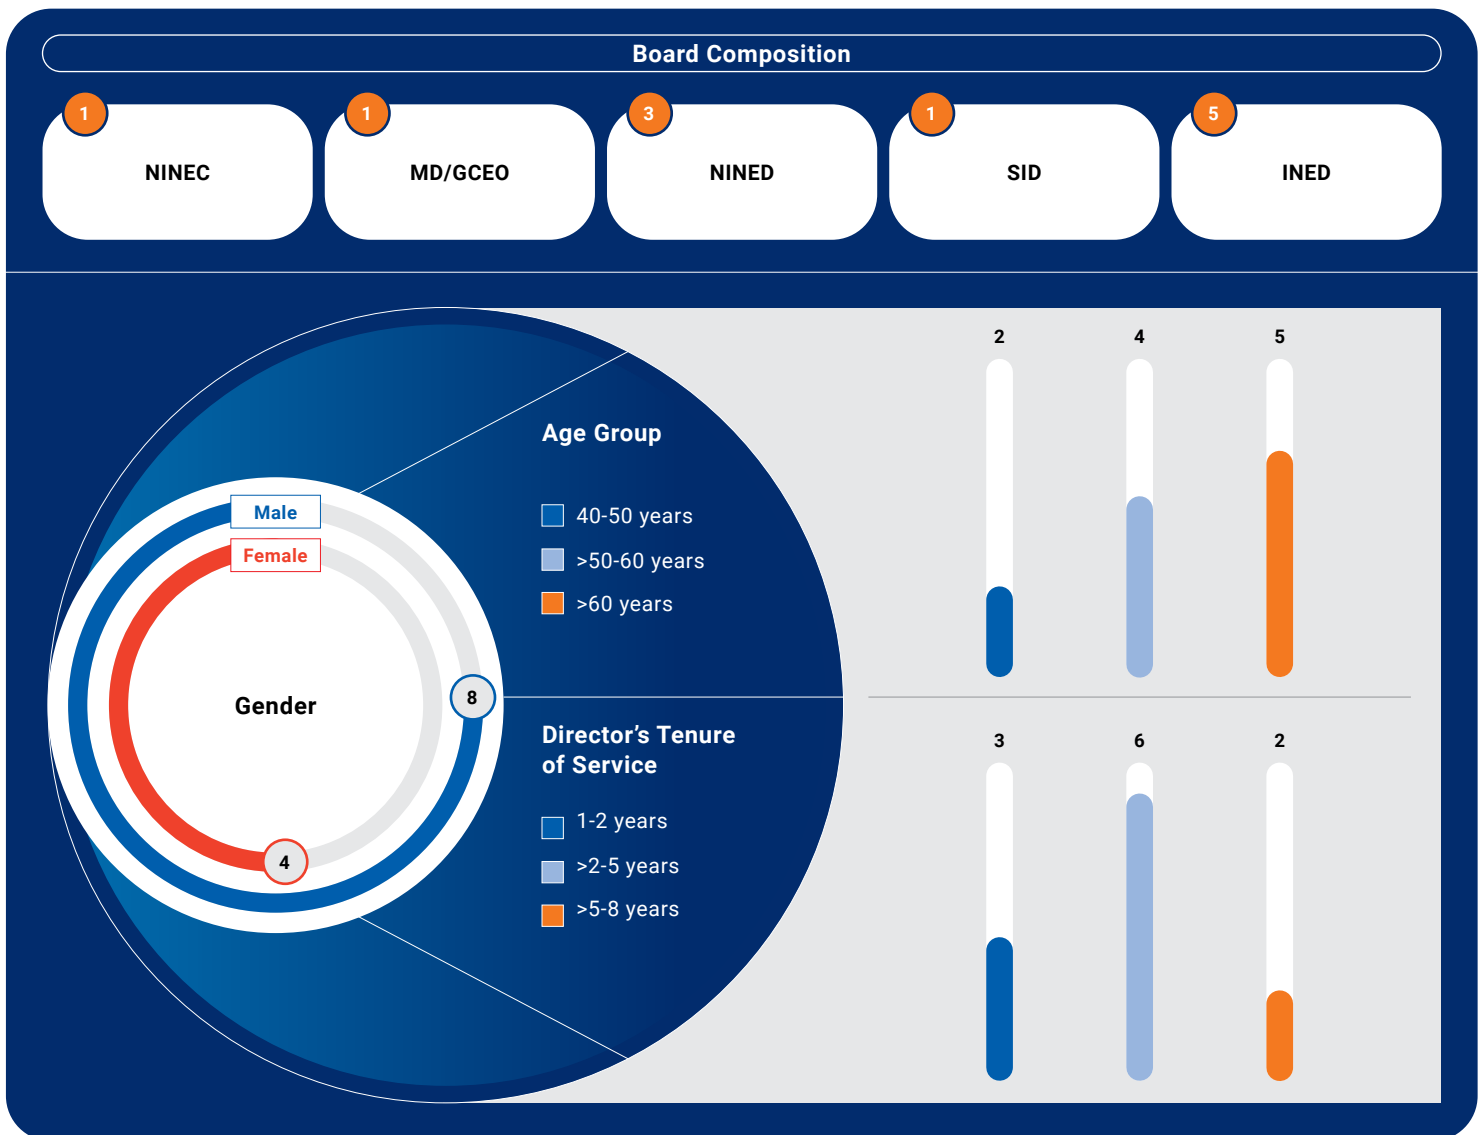 Board Composition
1
NINEC
1
MD/GCEO
3
NINED
1
SID
5
INED
Male
Female
Gender
8
4
Age Group
40-50 years
>50-60 years
>60 years
2
4
5
Director’s Tenure
of Service
1-2 years
>2-5 years
>5-8 years
3
6
2